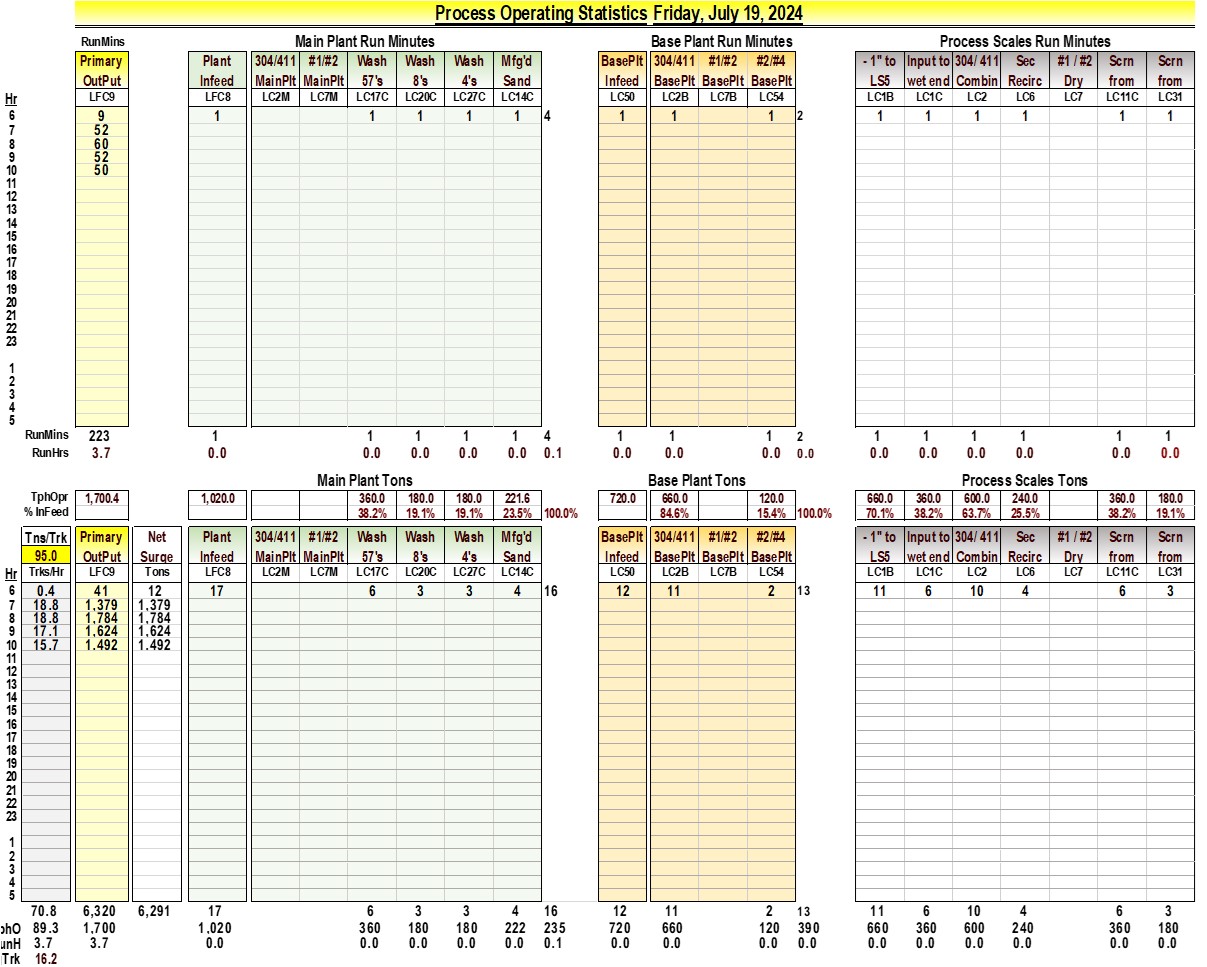 Process Operating Statistics Friday, July 19, 2024
RunMins Main Plant Run Minutes Base Plant Run Minutes Process Scales Run Minutes
Primary Plant 304/411 #1/#2 Wash Wash Wash Mfg'd BasePlt 304/411 #1/#2 #2/#4 - 1" to Input to 304/ 411 Sec #1 / #2 Scrn Scrn
OutPut Infeed MainPlt MainPlt 57's 8's 4's Sand Infeed BasePlt BasePlt BasePlt LS5 wet end Combin Recirc Dry from from
Hr LFC9 LFC8 LC2M LC7M LC17C LC20C LC27C LC14C LC50 LC2B LC7B LC54 LC1B LC1C LC2 LC6 LC7 LC11C LC31
6 9 1 1 1 1 1 4 1 1 1 2 1 1 1 1 1 1
7 52
8 60
9 52
10 50
11
12
13
14
15
16
17
18
19
20
21
22
23
1
2
3
4
5
RunMins 223 1 1 1 1 1 4 1 1 1 2 1 1 1 1 1 1
RunHrs 3.7 0.0 0.0 0.0 0.0 0.0 0.1 0.0 0.0 0.0 0.0 0.0 0.0 0.0 0.0 0.0 0.0
Main Plant Tons Base Plant Tons Process Scales Tons
TphOpr 1,700.4 1,020.0 360.0 180.0 180.0 221.6 720.0 660.0 120.0 660.0 360.0 600.0 240.0 360.0 180.0
% InFeed 38.2% 19.1% 19.1% 23.5% 100.0% 84.6% 15.4% 100.0% 70.1% 38.2% 63.7% 25.5% 38.2% 19.1%
Tns/Trk Primary Net Plant 304/411 #1/#2 Wash Wash Wash Mfg'd BasePlt 304/411 #1/#2 #2/#4 - 1" to Input to 304/ 411 Sec #1 / #2 Scrn Scrn
95.0 OutPut Surge Infeed MainPlt MainPlt 57's 8's 4's Sand Infeed BasePlt BasePlt BasePlt LS5 wet end Combin Recirc Dry from from
Hr Trks/Hr LFC9 Tons LFC8 LC2M LC7M LC17C LC20C LC27C LC14C LC50 LC2B LC7B LC54 LC1B LC1C LC2 LC6 LC7 LC11C LC31
6 0.4 41 12 17 6 3 3 4 16 12 11 2 13 11 6 10 4 6 3
7 18.8 1,379 1,379
8 18.8 1,784 1,784
9 17.1 1,624 1,624
10 15.7 1.492 1.492
11
12
13
14
15
16
17
18
19
20
21
22
23
1
2
3
4
5
70.8 6,320 6,291 17 6 3 3 4 16 12 11 2 13 11 6 10 4 6 3
phO 89.3 1,700 1,020 360 180 180 222 235 720 660 120 390 660 360 600 240 360 180
unH 3.7 3.7 0.0 0.0 0.0 0.0 0.0 0.1 0.0 0.0 0.0 0.0 0.0 0.0 0.0 0.0 0.0 0.0
Trk 16.2